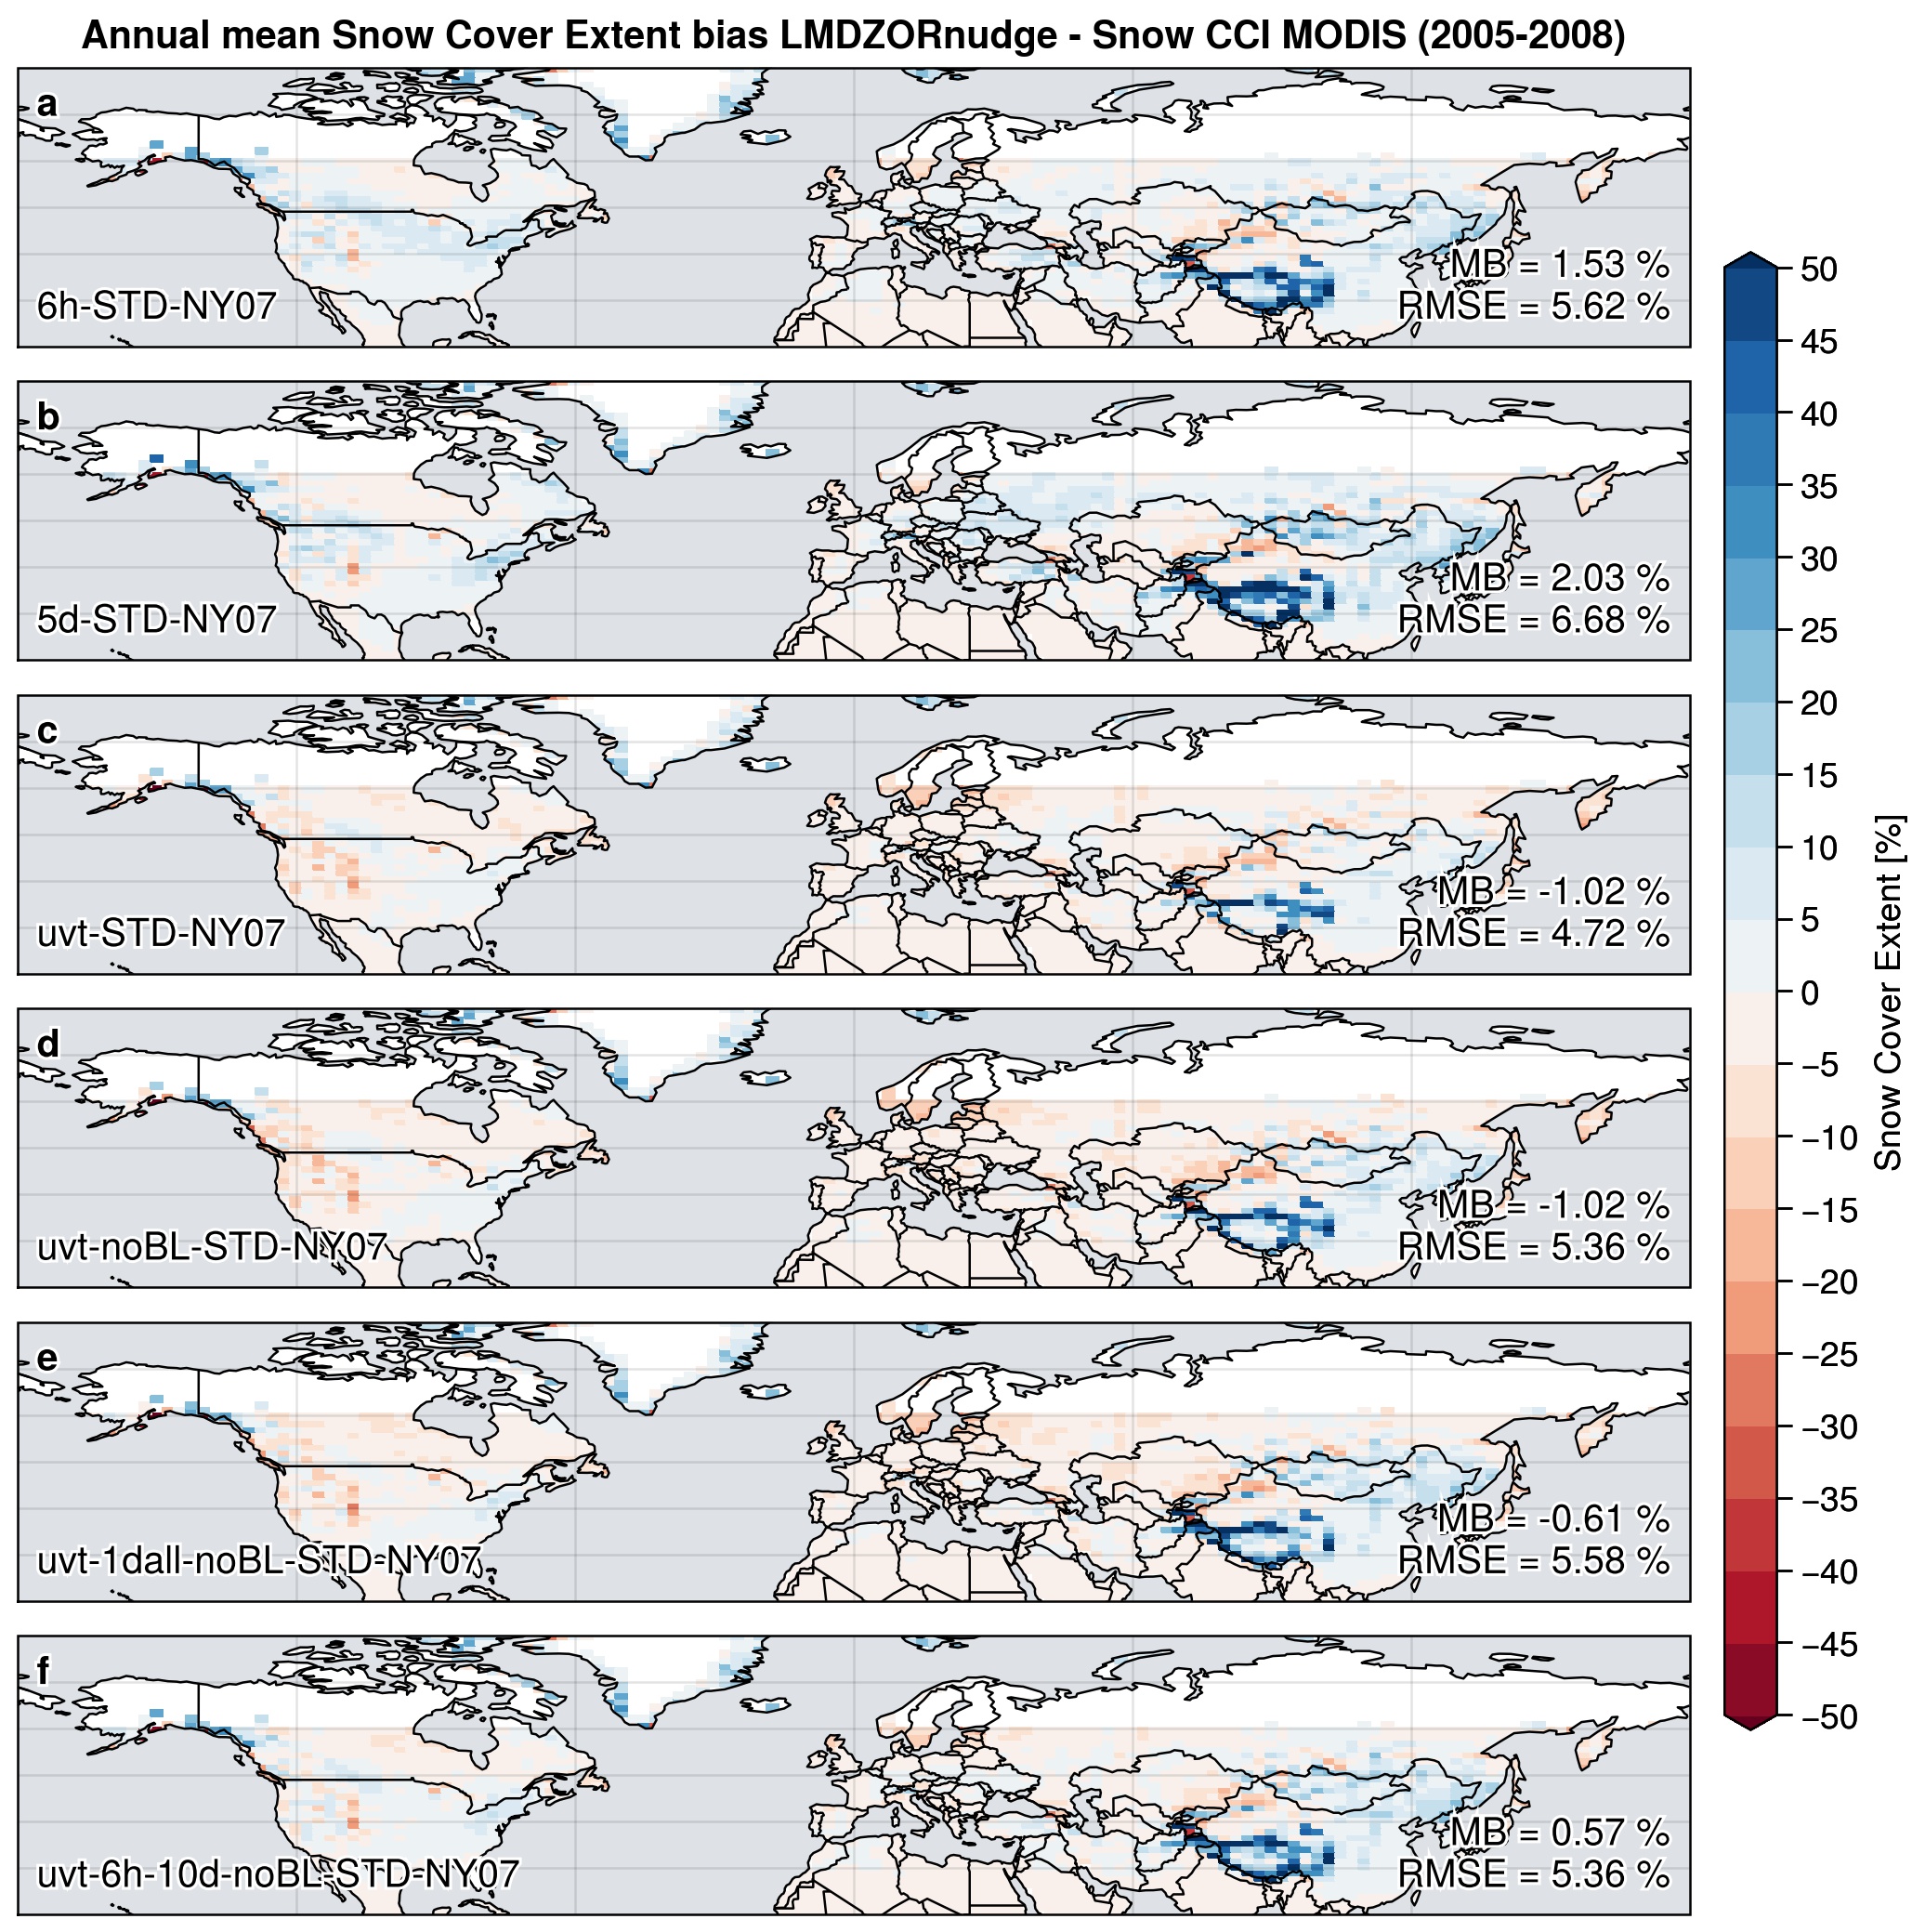 Annual mean Snow Cover Extent bias LMDZORnudge - Snow CCI MODIS (2005-2008)
a
MB = 1.53 %
6h-STD-NY07
RMSE = 5.62 %
b
MB = 2.03 %
5d-STD-NY07
RMSE = 6.68 %
c
MB = -1.02 %
uvt-STD-NY07
RMSE = 4.72 %
d
MB = -1.02 %
uvt-noBL-STD-NY07
RMSE = 5.36 %
e
MB = -0.61 %
uvt-1dall-noBL-STD-NY07
RMSE = 5.58 %
f
MB = 0.57 %
uvt-6h-10d-noBL-STD-NY07
RMSE = 5.36 %
50
45
40
35
30
25
20
15
10
5
0
−5
−10
−15
−20
−25
−30
−35
−40
−45
−50
Snow Cover Extent [%]